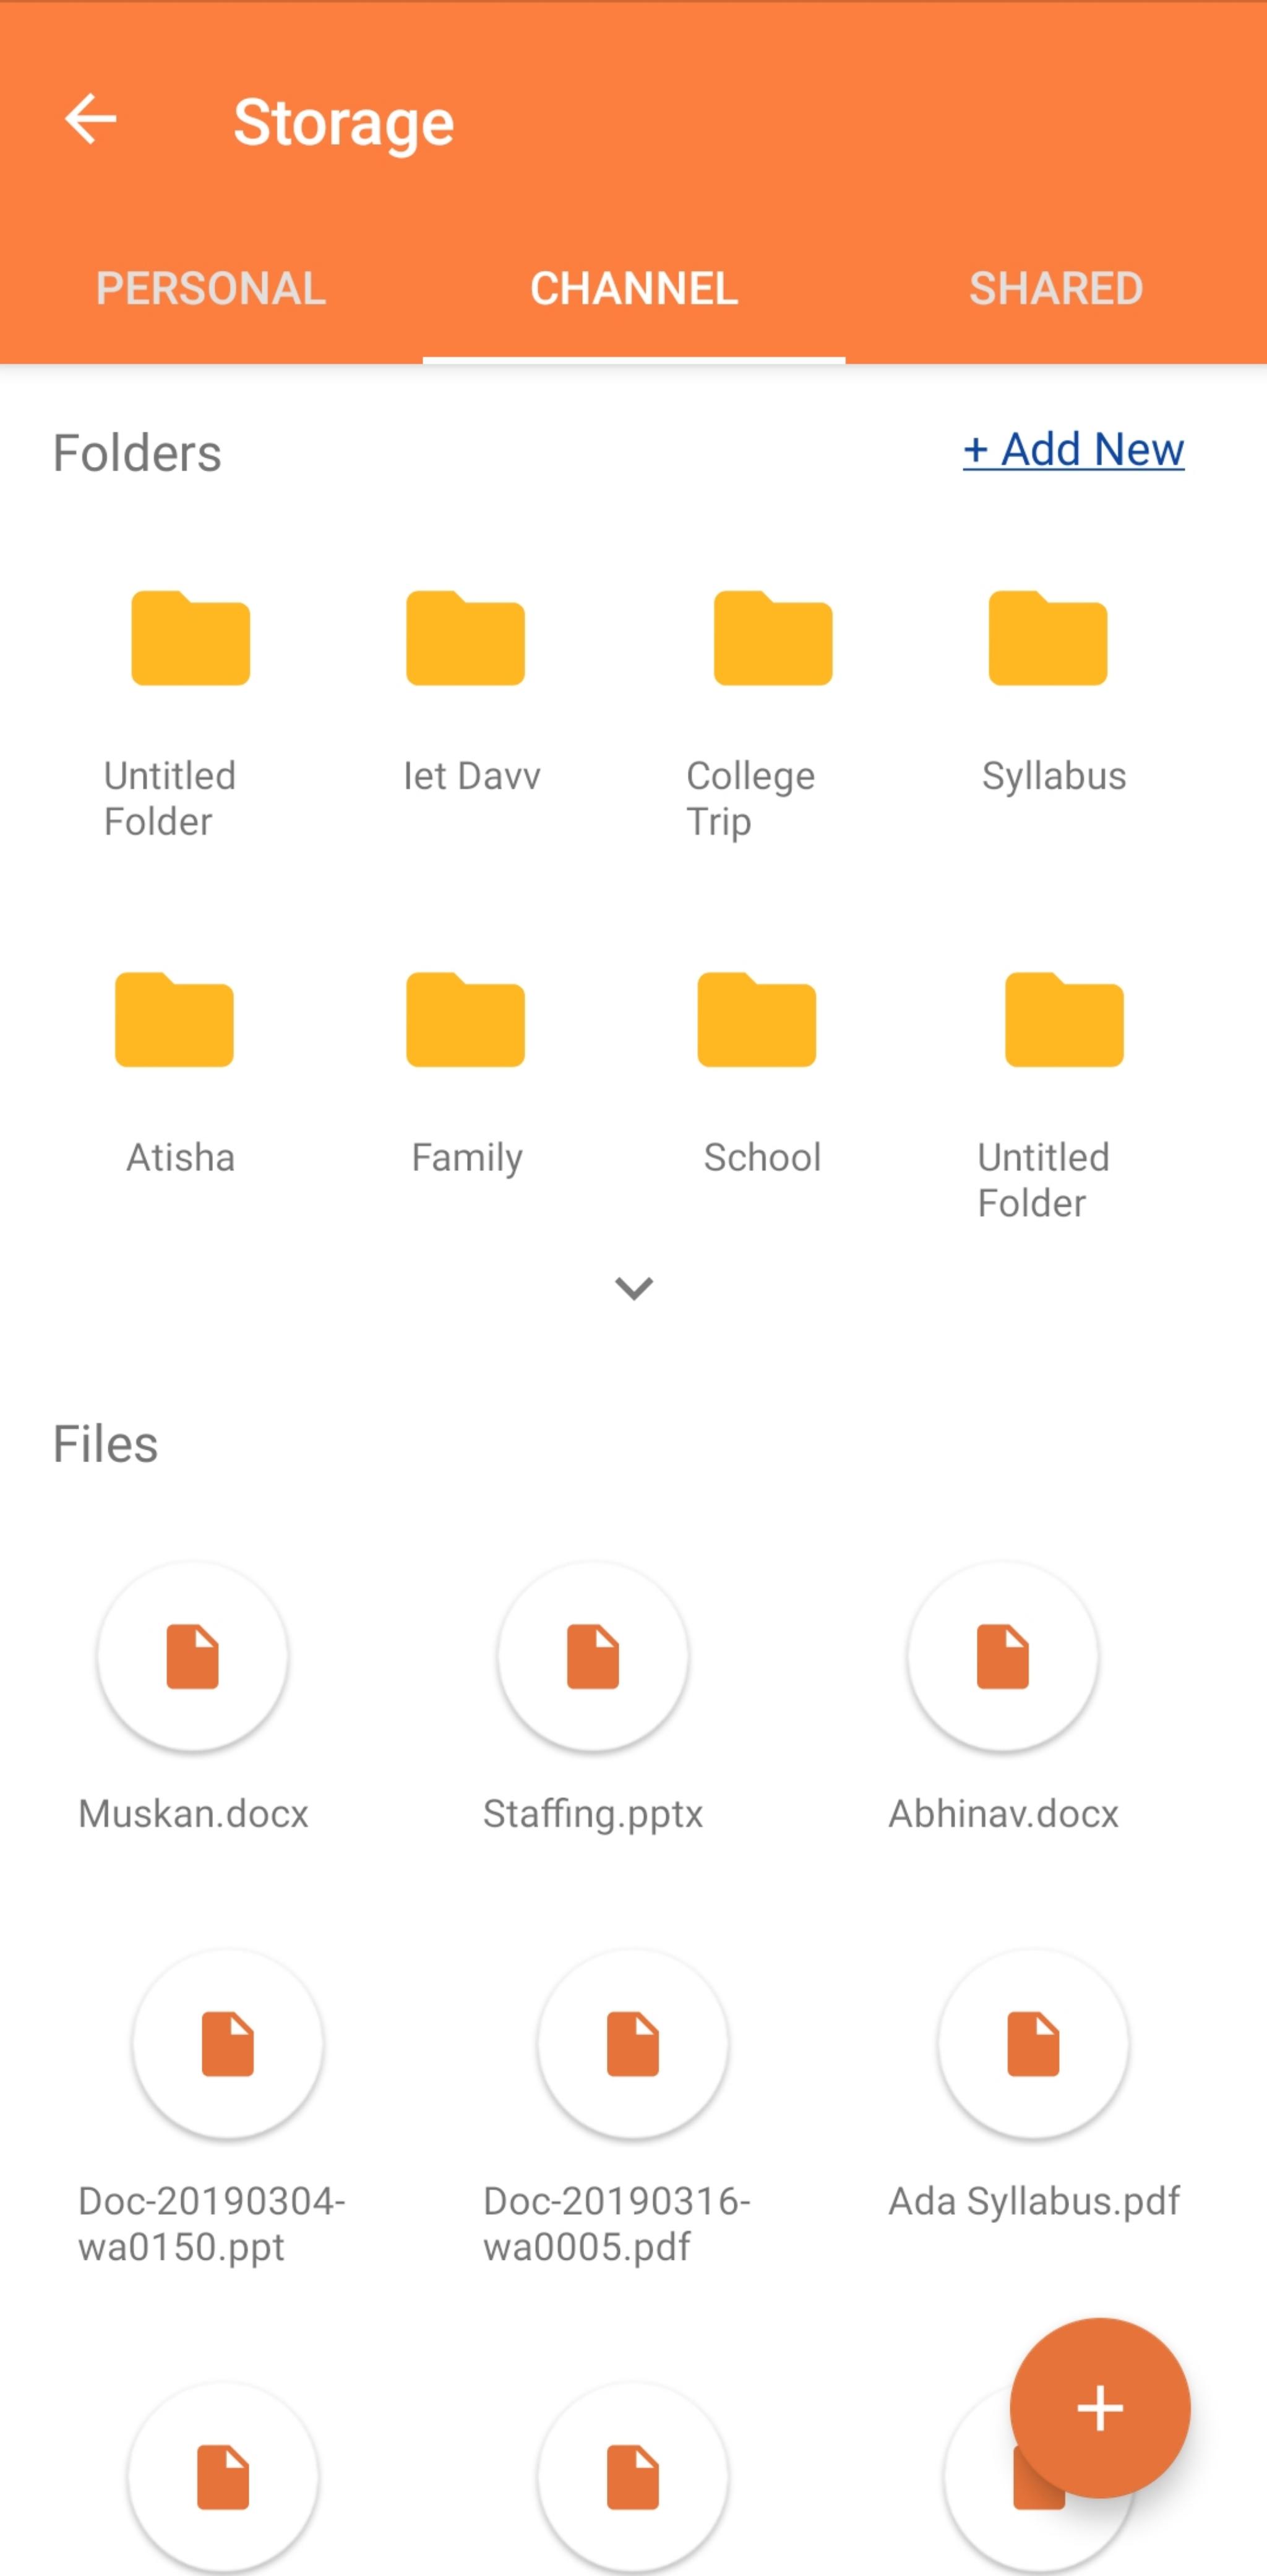 Storage
PERSONAL
CHANNEL
SHARED
Folders
+ Add New
Untitled
Folder
Iet Davv
College
Trip
Syllabus
Atisha
Family
School
Untitled
Folder
Files
Muskan.docx
Staffing.pptx
Abhinav.docx
Doc-20190304-
wa0150.ppt
Doc-20190316-
wa0005.pdf
Ada Syllabus.pdf